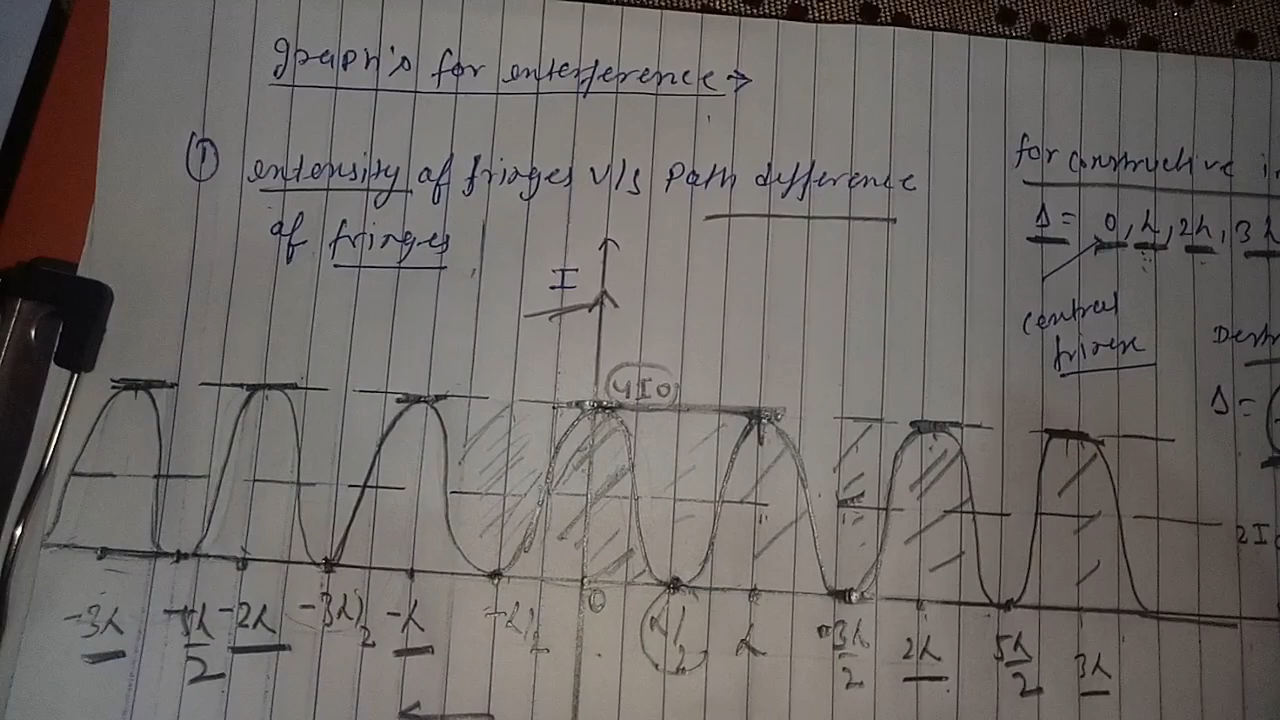 graph's for interference →
① intensity of fringes v/s path difference
of fringes
for constructive
Δ = 0, λ, 2λ, 3λ
central
I
4I0
Δ =
2I
-3λ
-5λ/2
-2λ
-3λ/2
-λ
-λ/2
0
λ/2
λ
3λ/2
2λ
5λ/2
3λ